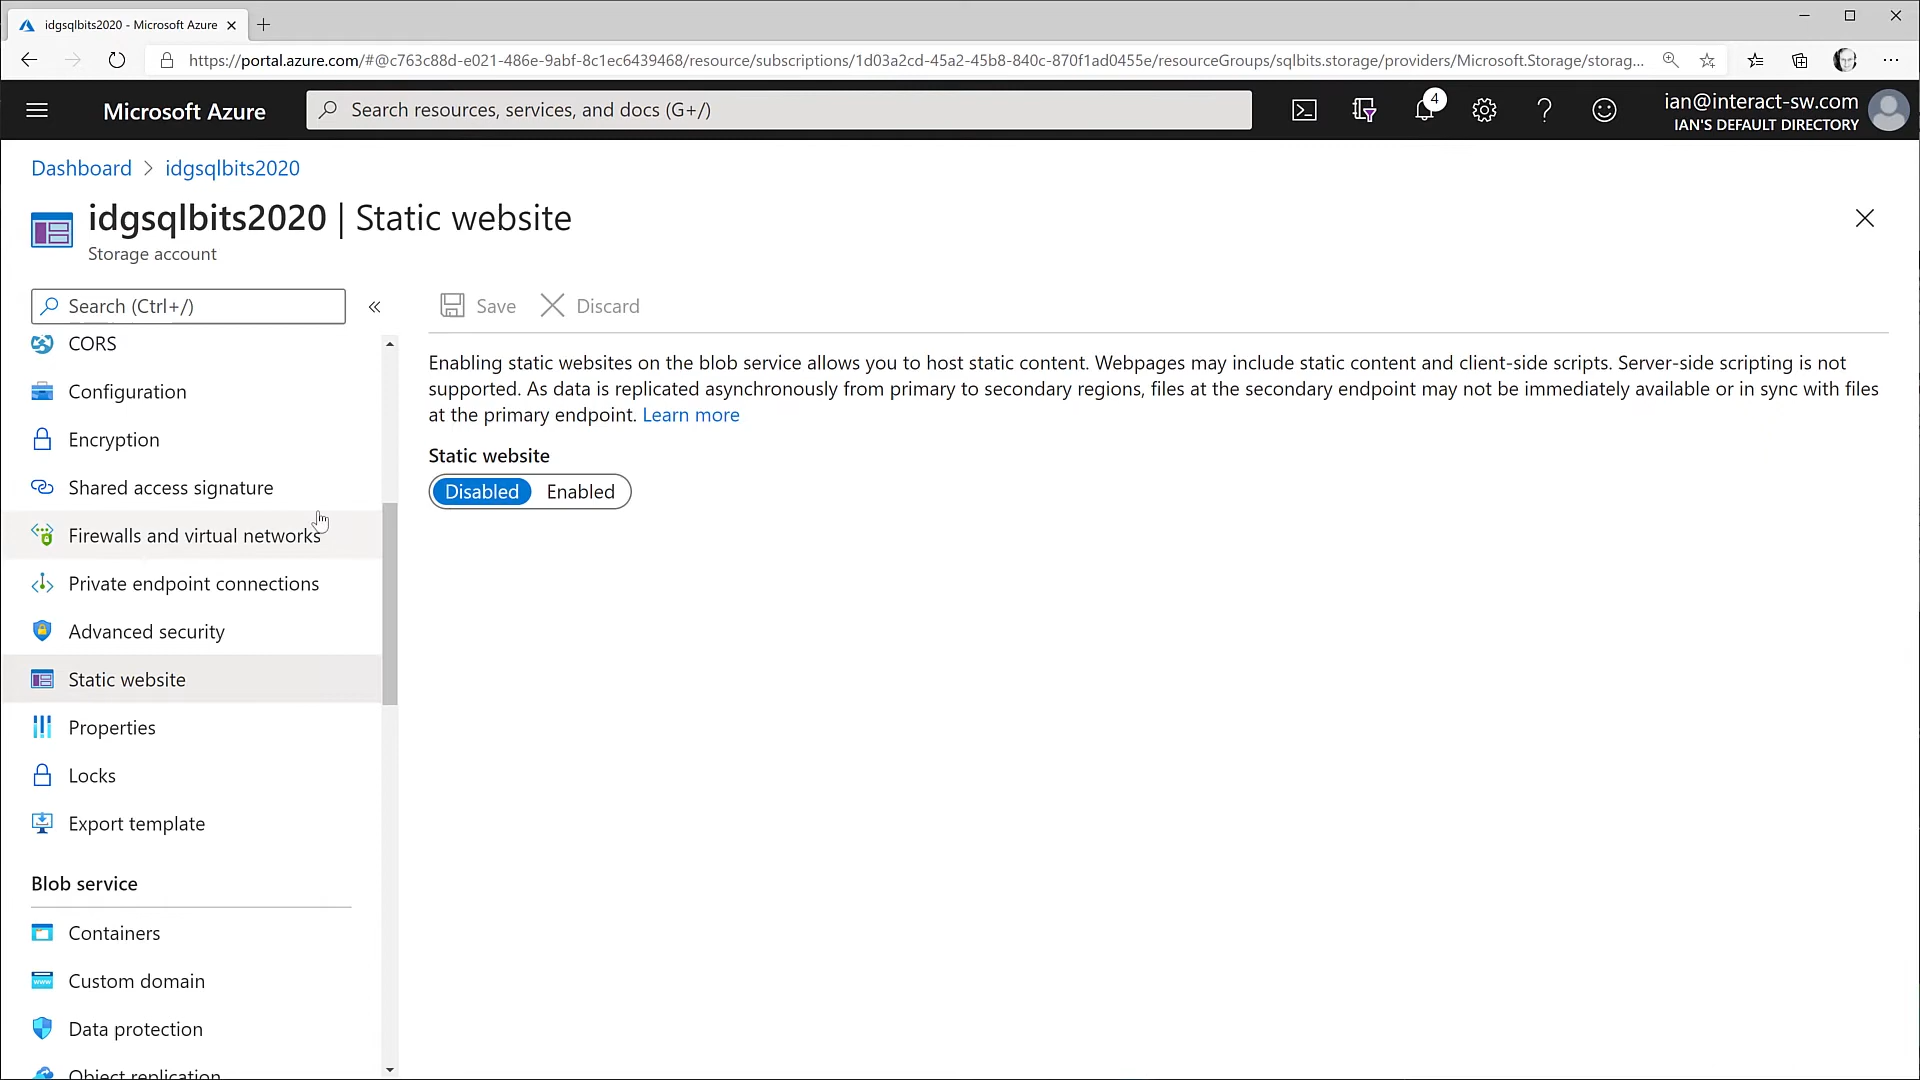 idgsqlbits2020 - Microsoft Azure
https://portal.azure.com/#@c763c88d-e021-486e-9abf-8c1ec6439468/resource/subscriptions/1d03a2cd-45a2-45b8-840c-870f1ad0455e/resourceGroups/sqlbits.storage/providers/Microsoft.Storage/storag...
Microsoft Azure
Search resources, services, and docs (G+/)
4
ian@interact-sw.com
IAN'S DEFAULT DIRECTORY
Dashboard > idgsqlbits2020
idgsqlbits2020 | Static website
Storage account
Search (Ctrl+/)
«
Save
Discard
CORS
Configuration
Encryption
Shared access signature
Firewalls and virtual networks
Private endpoint connections
Advanced security
Static website
Properties
Locks
Export template
Blob service
Containers
www
Custom domain
Data protection
Object replication
Enabling static websites on the blob service allows you to host static content. Webpages may include static content and client-side scripts. Server-side scripting is not
supported. As data is replicated asynchronously from primary to secondary regions, files at the secondary endpoint may not be immediately available or in sync with files
at the primary endpoint. Learn more
Static website
Disabled Enabled